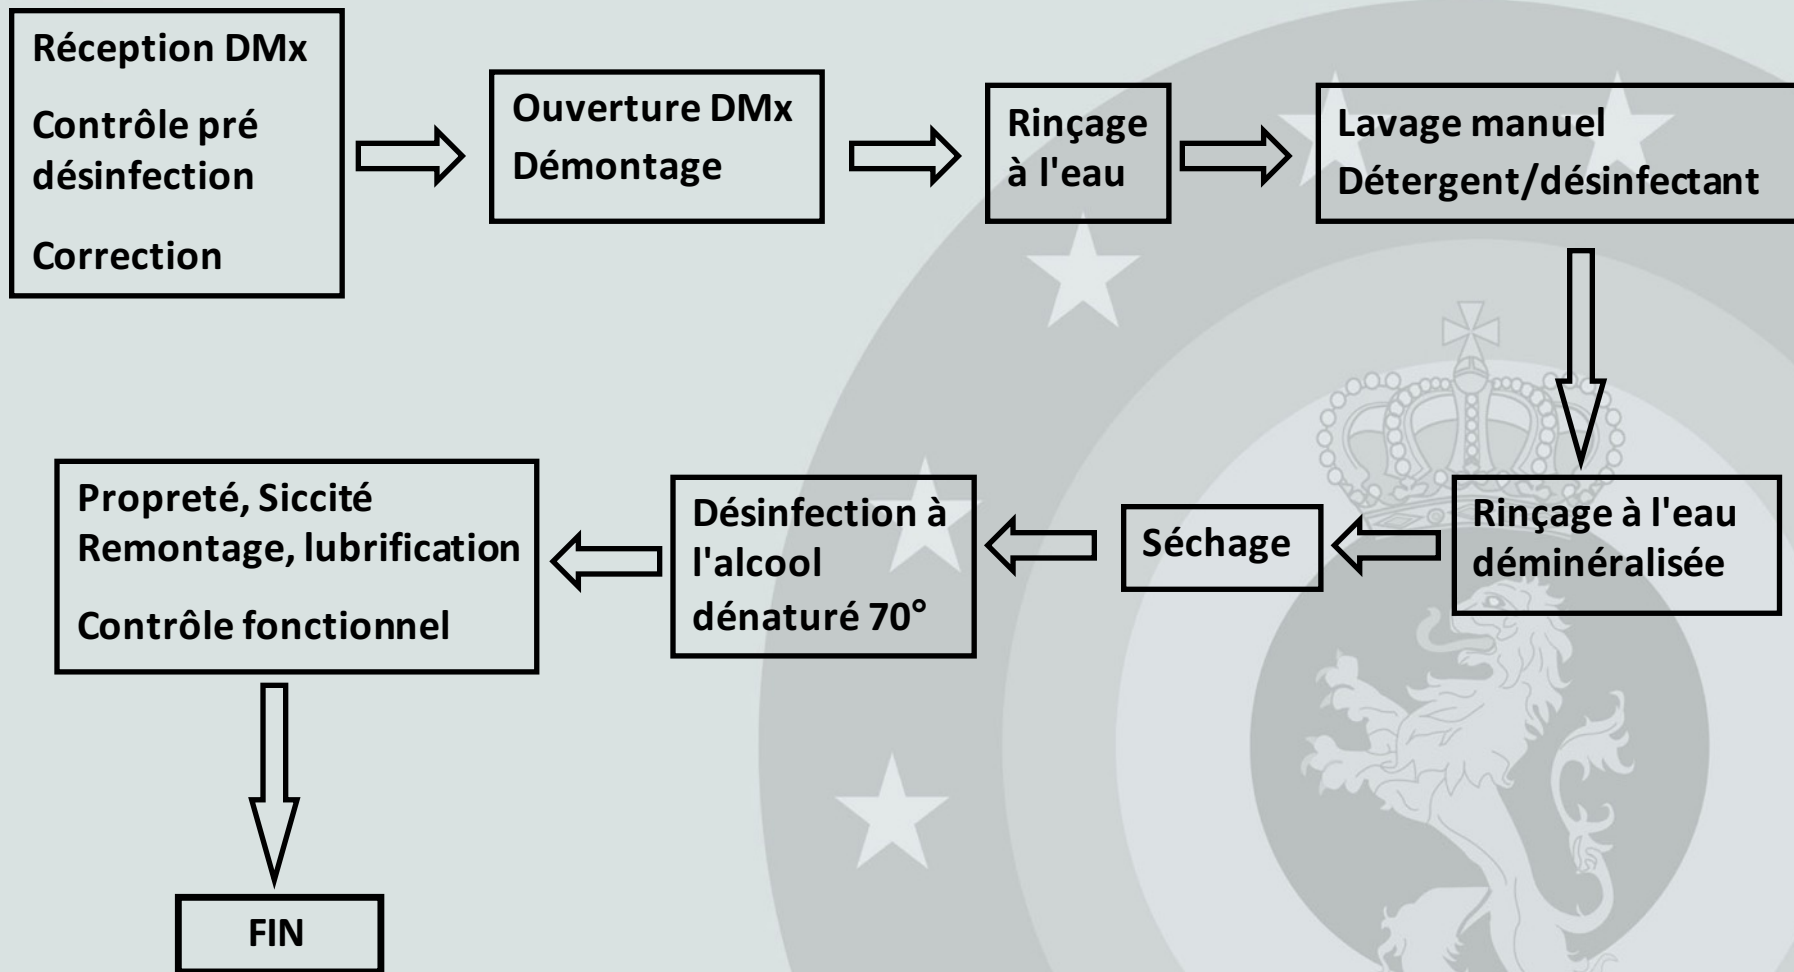 Réception DMx
Contrôle pré
désinfection
Correction
Ouverture DMx
Démontage
Rinçage
à l'eau
Lavage manuel
Détergent/désinfectant
Rinçage à l'eau
déminéralisée
Séchage
Désinfection à
l'alcool
dénaturé 70°
Propreté, Siccité
Remontage, lubrification
Contrôle fonctionnel
FIN